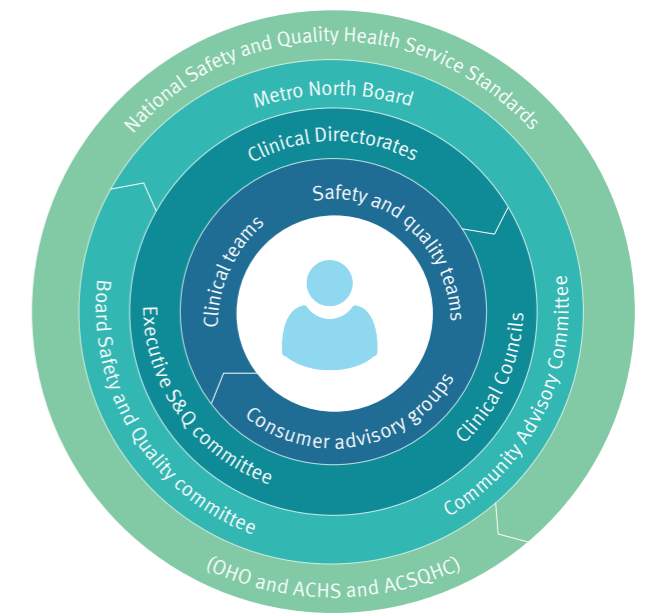 National Safety and Quality Health Service Standards
Metro North Board
Clinical Directorates
Safety and quality teams
Clinical teams
Consumer advisory groups
Executive S&Q committee
Clinical Councils
Board Safety and Quality committee
Community Advisory Committee
(OHO and ACHS and ACSQHC)